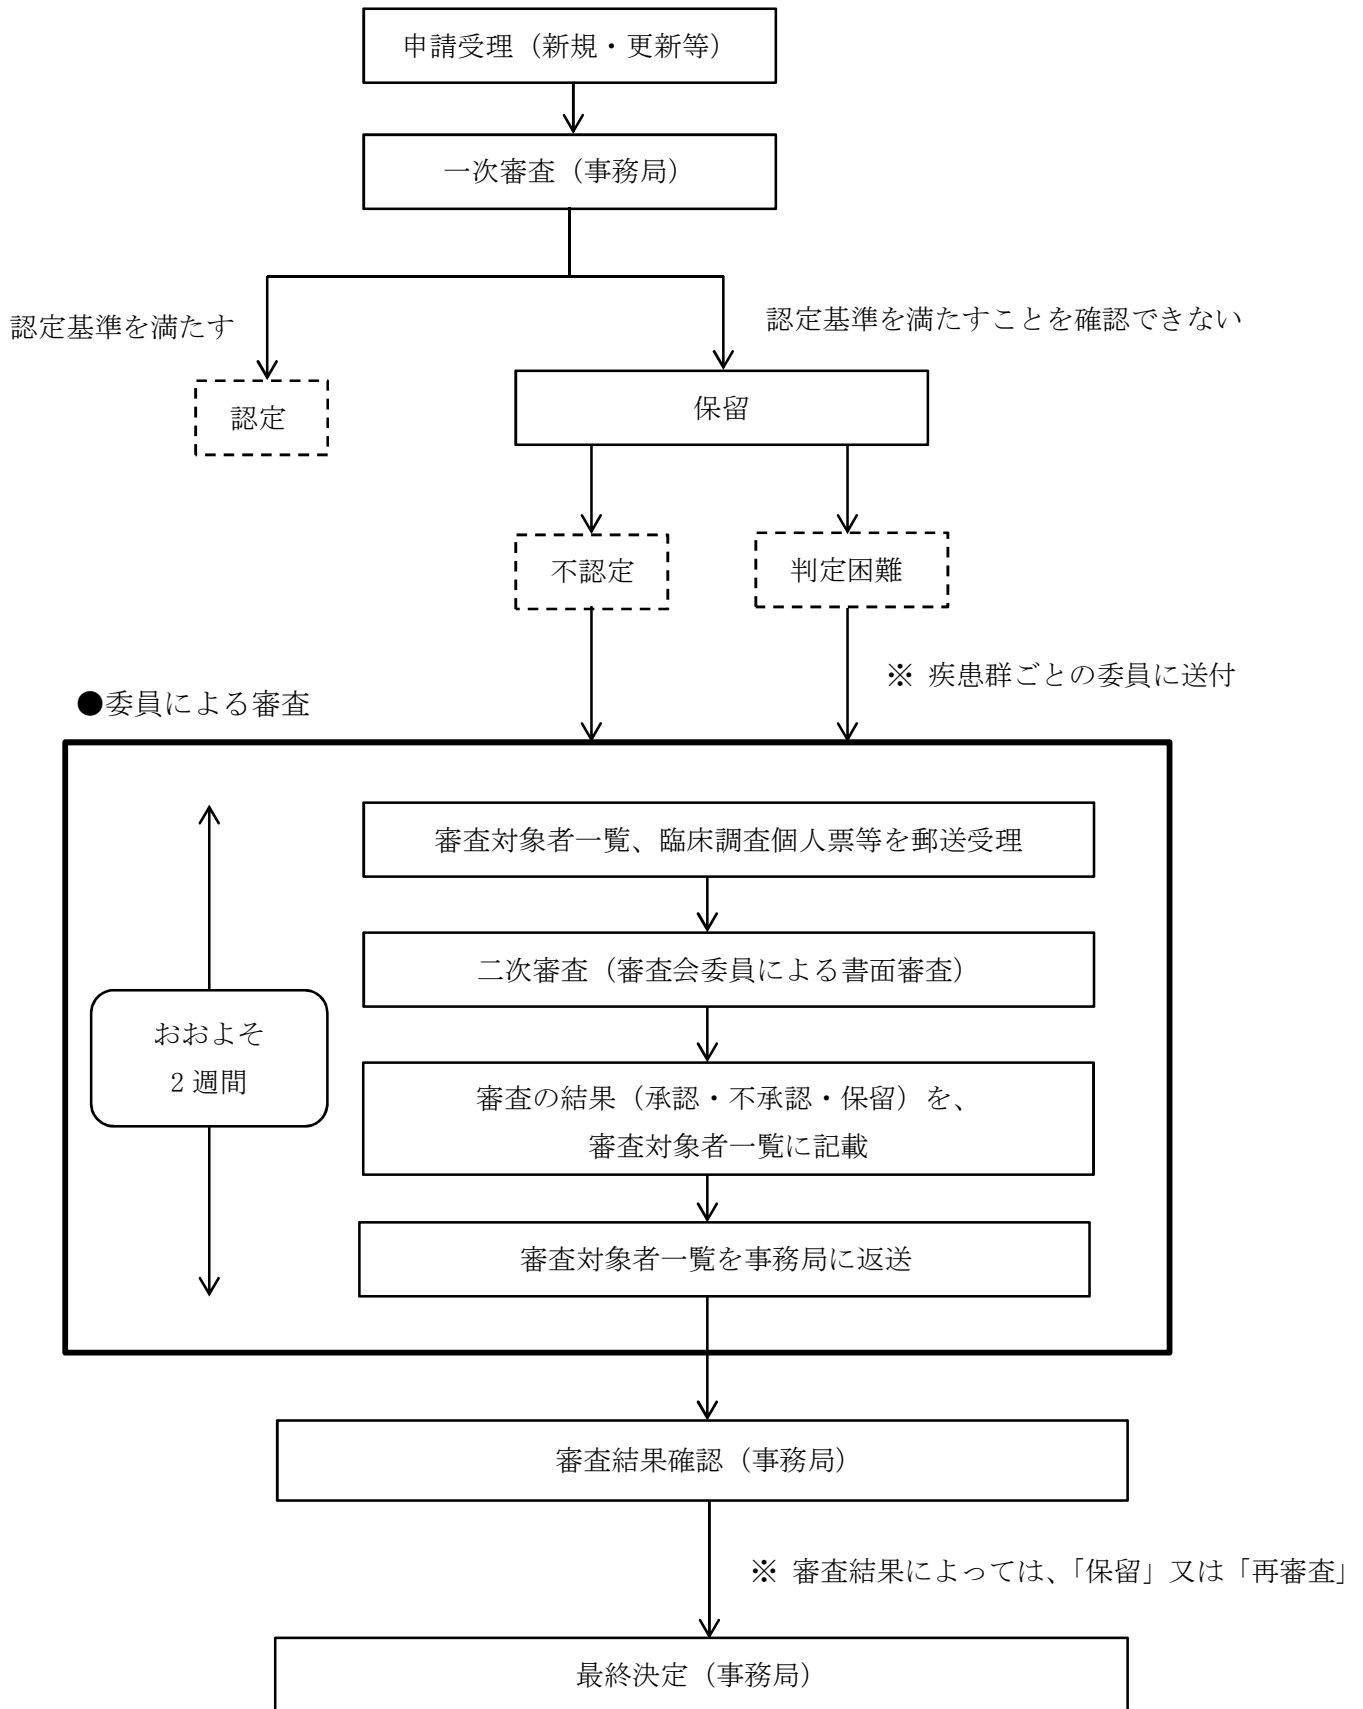 申請受理（新規・更新等）
一次審査（事務局）
認定基準を満たす
認定基準を満たすことを確認できない
認定
保留
不認定
判定困難
※ 疾患群ごとの委員に送付
●委員による審査
審査対象者一覧、臨床調査個人票等を郵送受理
二次審査（審査会委員による書面審査）
おおよそ
2 週間
審査の結果（承認・不承認・保留）を、
審査対象者一覧に記載
審査対象者一覧を事務局に返送
審査結果確認（事務局）
※ 審査結果によっては、「保留」又は「再審査」
最終決定（事務局）